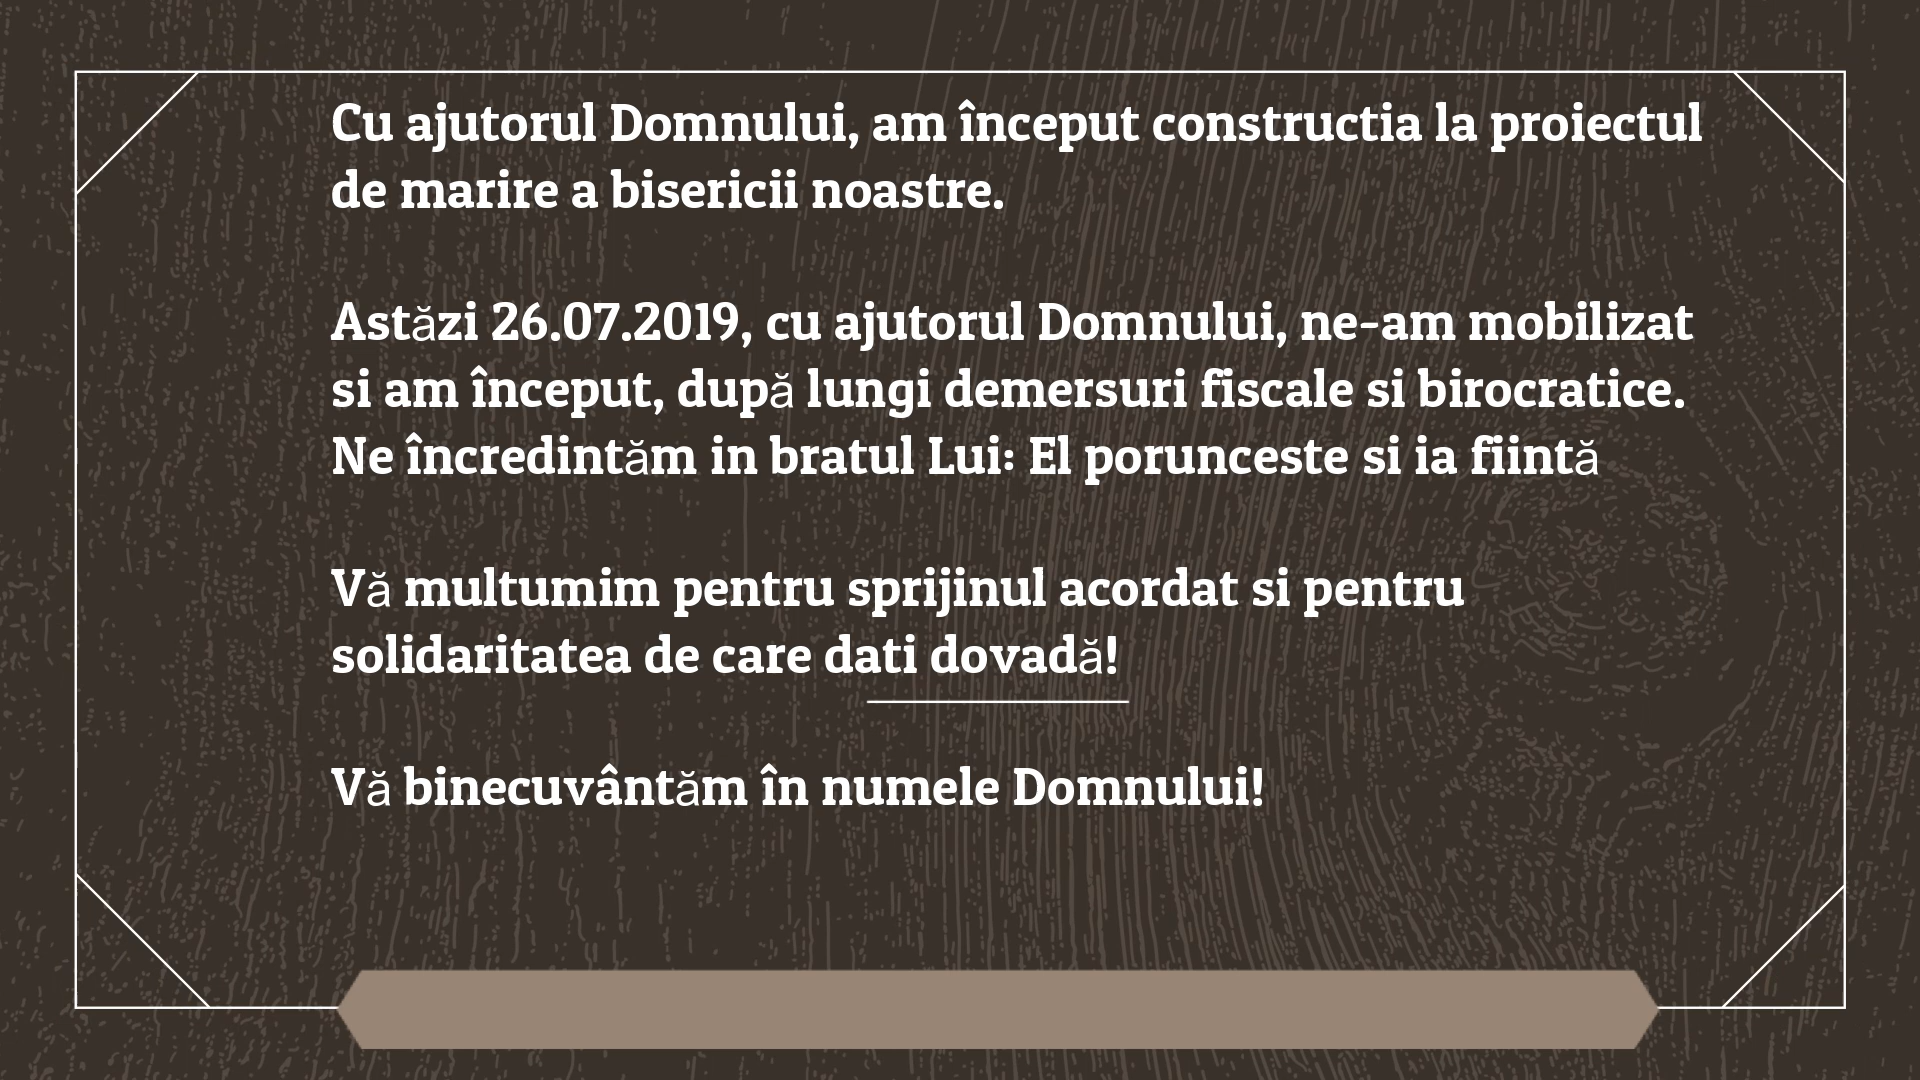 Cu ajutorul Domnului, am început constructia la proiectul
de marire a bisericii noastre.
Astăzi 26.07.2019, cu ajutorul Domnului, ne-am mobilizat
si am început, după lungi demersuri fiscale si birocratice.
Ne încredintăm in bratul Lui: El porunceste si ia fiintă
Vă multumim pentru sprijinul acordat si pentru
solidaritatea de care dati dovadă!
Vă binecuvântăm în numele Domnului!